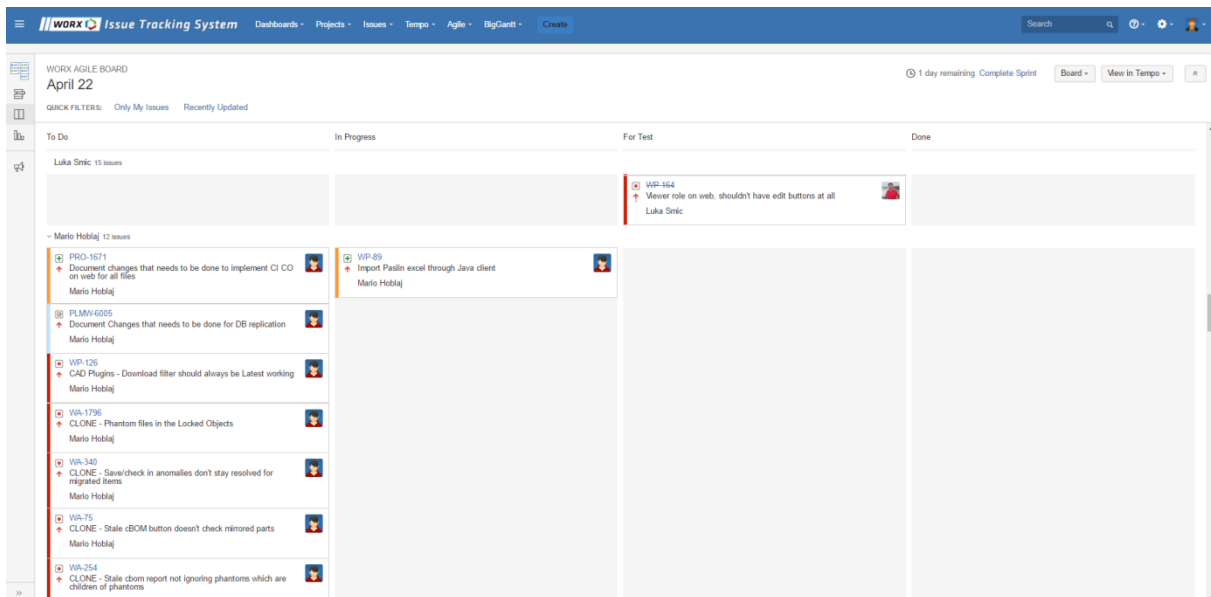 WORX Issue Tracking System Dashboards Projects Issues Tempo Agile BigGantt Create Search
WORX AGILE BOARD
April 22
1 day remaining Complete Sprint Board View in Tempo
QUICK FILTERS: Only My Issues Recently Updated
To Do In Progress For Test Done
Luka Smic 15 issues
WP-164
Viewer role on web, shouldn't have edit buttons at all
Luka Smic
Mario Hoblaj 12 issues
PRO-1671
Document changes that needs to be done to implement CI CO
on web for all files
Mario Hoblaj
WP-89
Import Paslin excel through Java client
Mario Hoblaj
PLMW-6005
Document Changes that needs to be done for DB replication
Mario Hoblaj
WP-126
CAD Plugins - Download filter should always be Latest working
Mario Hoblaj
WA-1796
CLONE - Phantom files in the Locked Objects
Mario Hoblaj
WA-340
CLONE - Save/check in anomalies don't stay resolved for
migrated items
Mario Hoblaj
WA-75
CLONE - Stale cBOM button doesn't check mirrored parts
Mario Hoblaj
WA-254
CLONE - Stale cbom report not ignoring phantoms which are
children of phantoms